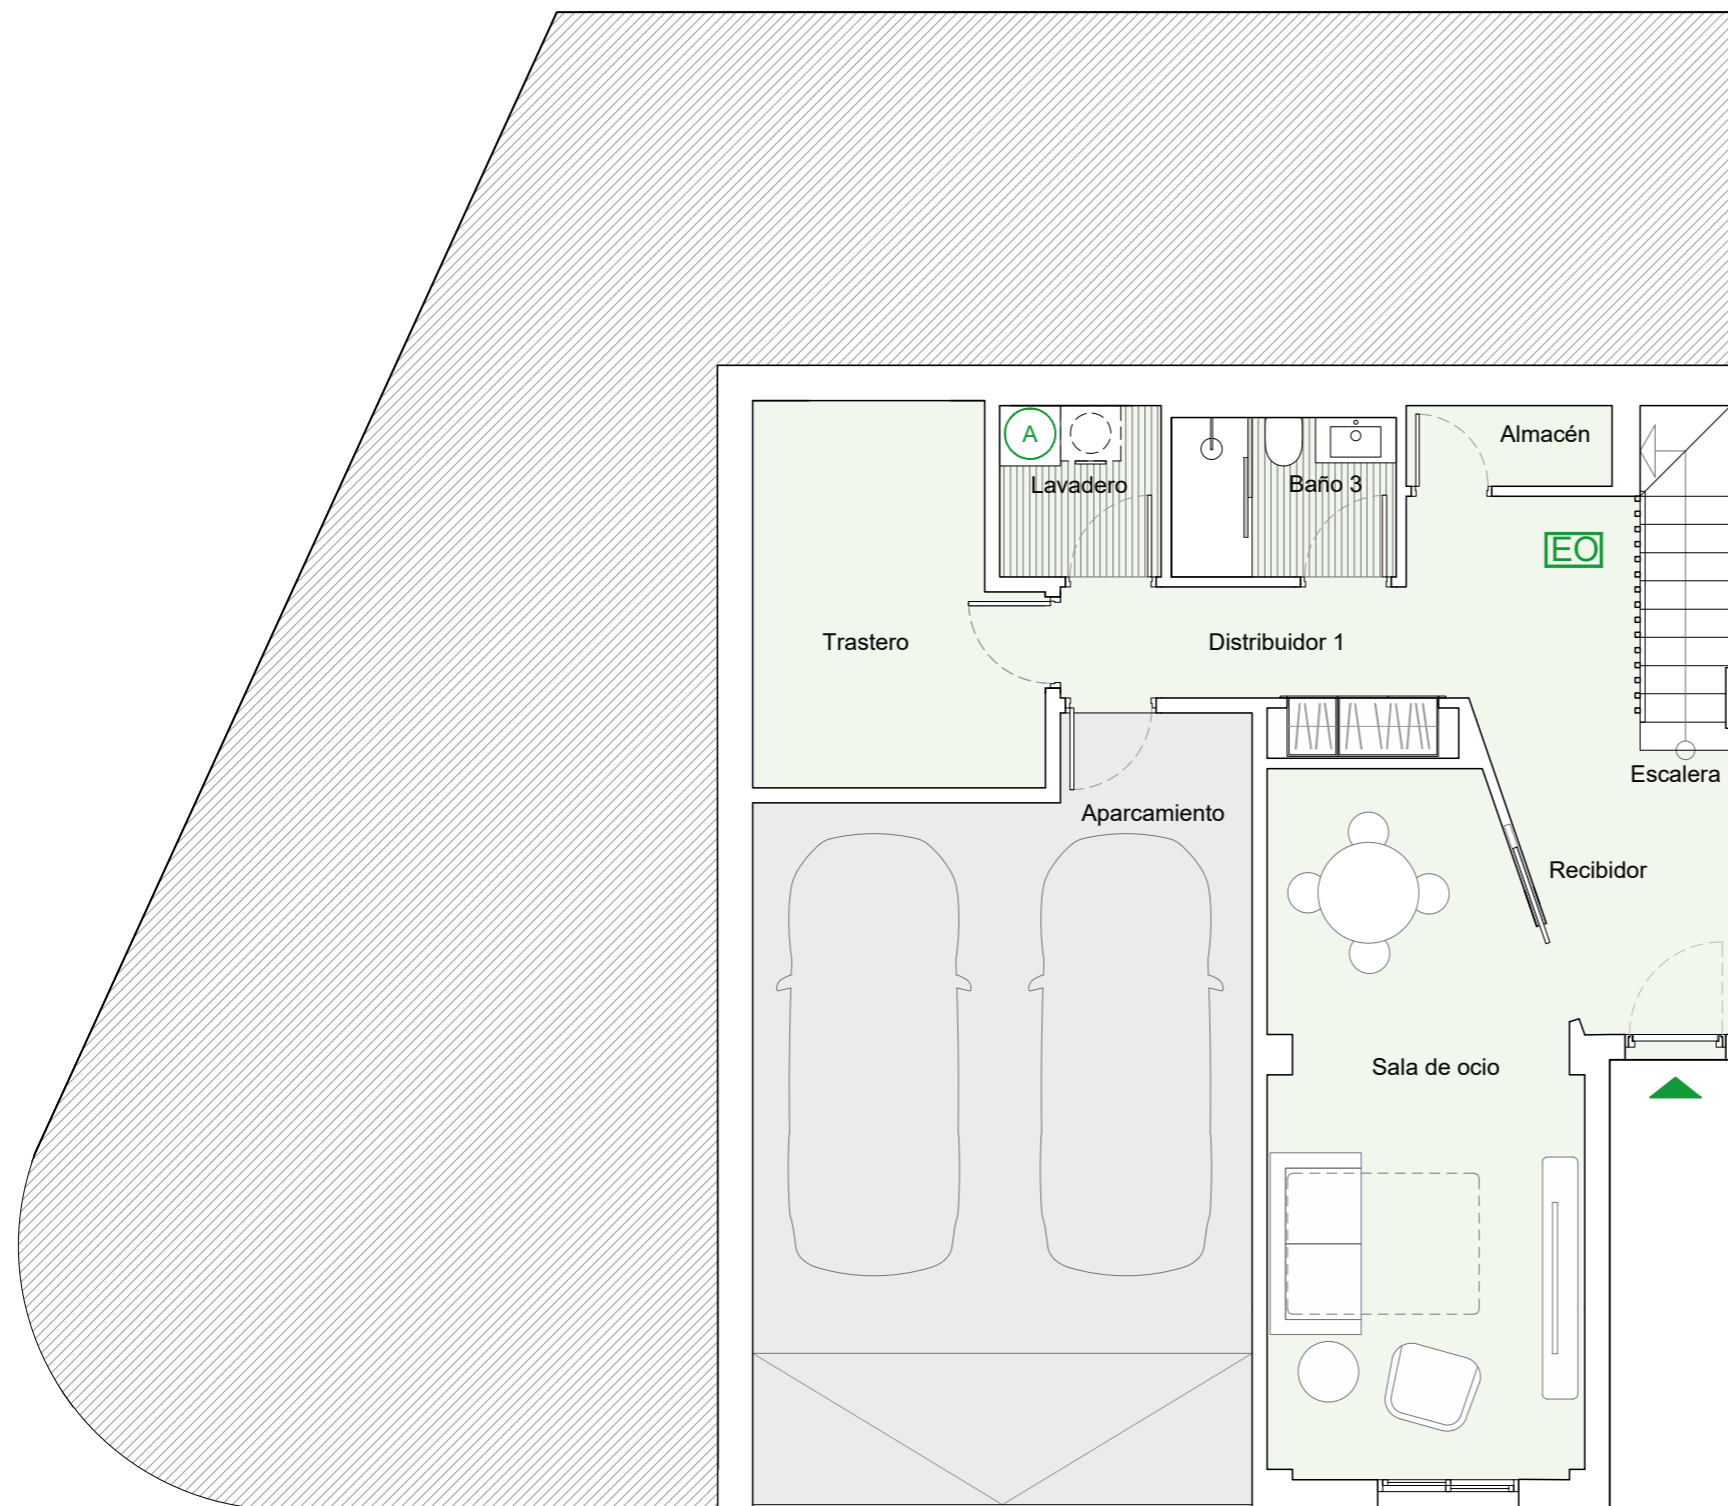 A
Almacén
Lavadero
Baño 3
EO
Trastero
Distribuidor 1
Escalera
Aparcamiento
Recibidor
Sala de ocio